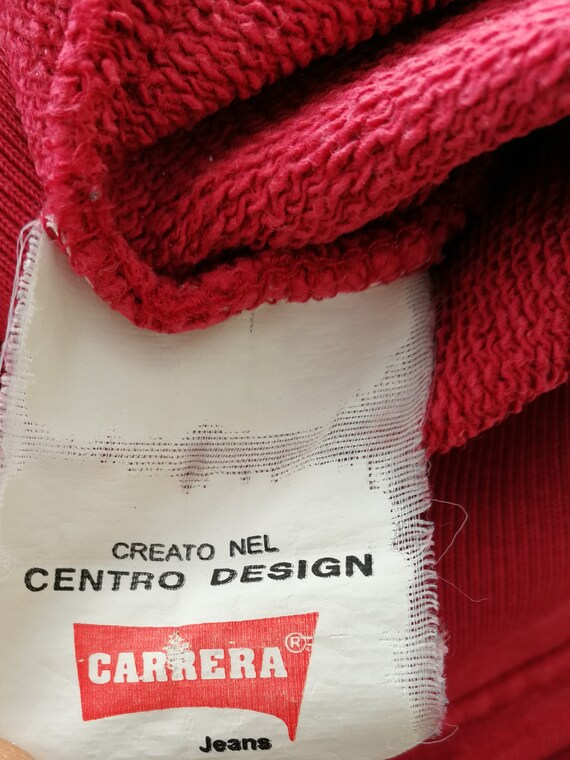 CREATO NEL
CENTRO DESIGN
CARRERA ®
Jeans